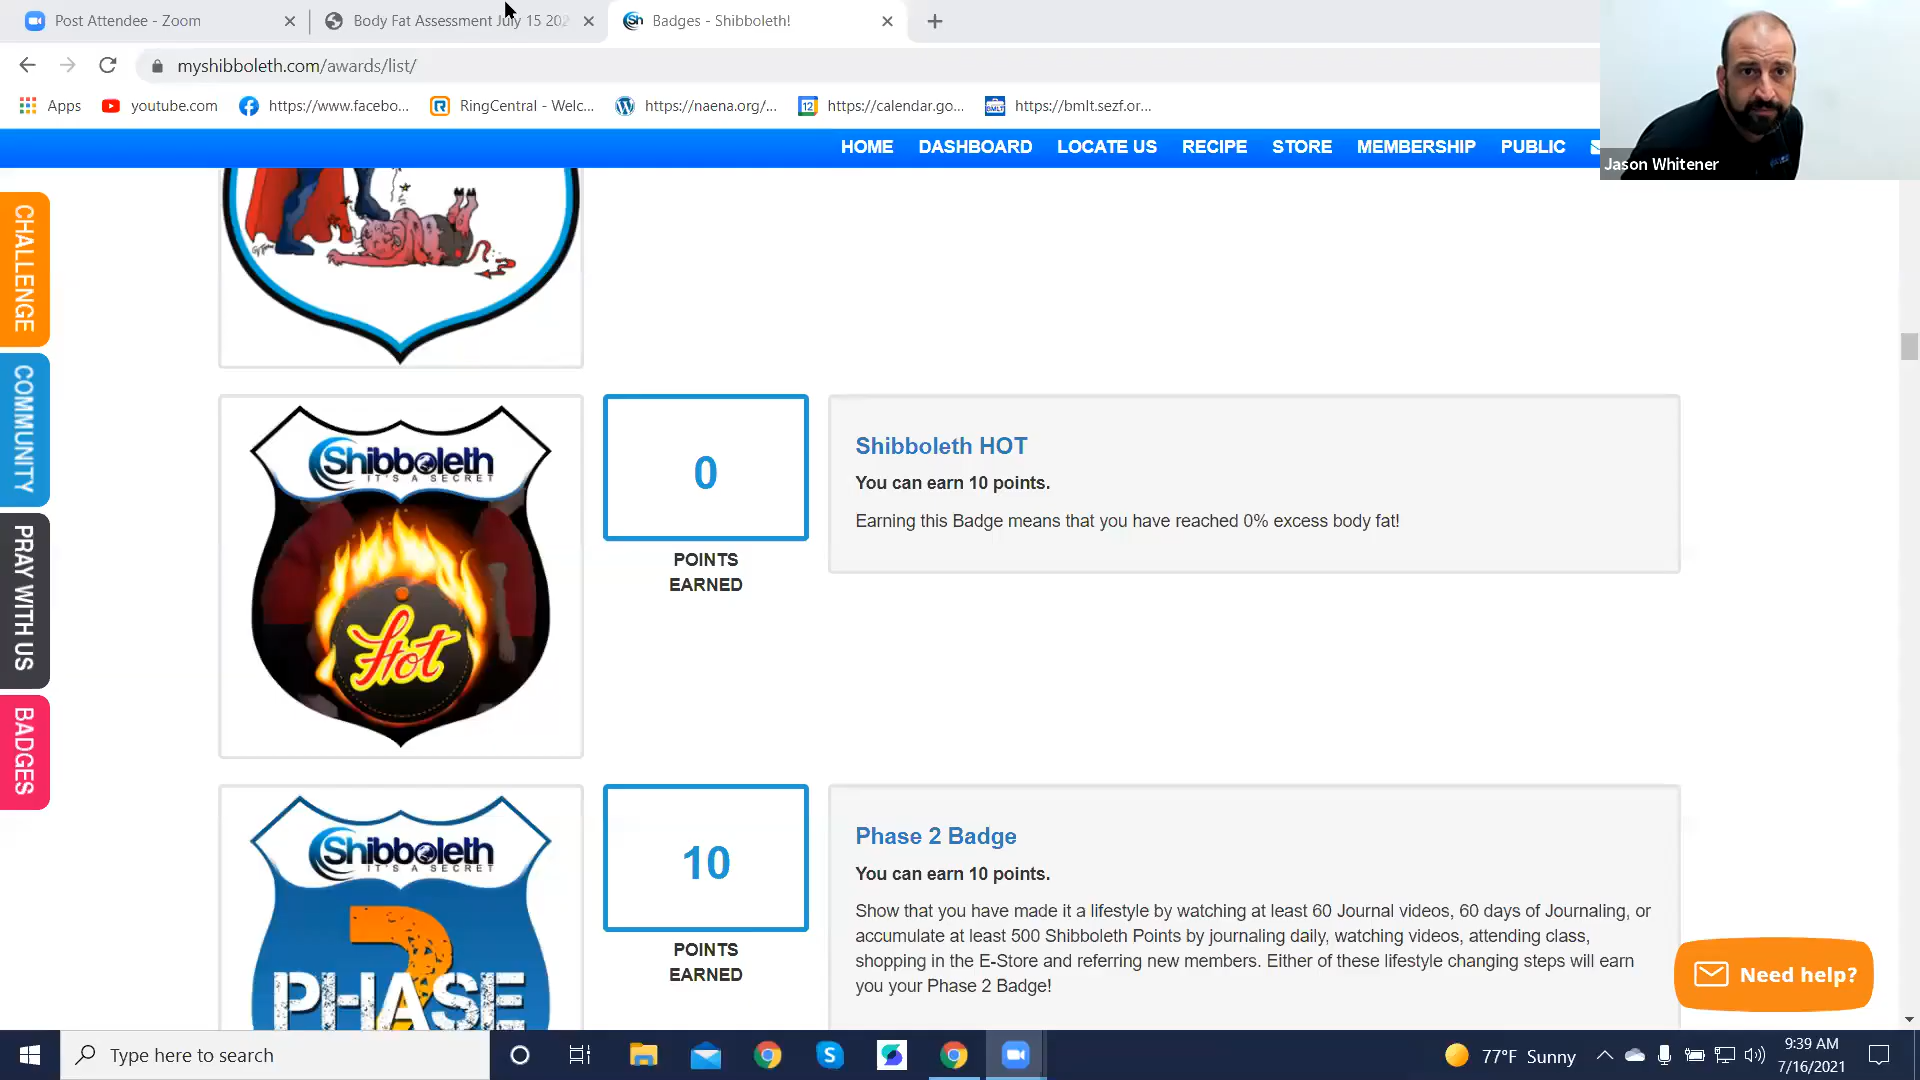 Post Attendee - Zoom
Body Fat Assessment July 15 202
Badges - Shibboleth!
myshibboleth.com/awards/list/
Apps
youtube.com
https://www.facebo...
RingCentral - Welc...
https://naena.org/...
https://calendar.go...
https://bmlt.sezf.or...
HOME
DASHBOARD
LOCATE US
RECIPE
STORE
MEMBERSHIP
PUBLIC
Jason Whitener
CHALLENGE
COMMUNITY
PRAY WITH US
BADGES
Shibboleth
IT'S A SECRET
Hot
0
POINTS
EARNED
Shibboleth HOT
You can earn 10 points.
Earning this Badge means that you have reached 0% excess body fat!
Shibboleth
IT'S A SECRET
2
PHASE
10
POINTS
EARNED
Phase 2 Badge
You can earn 10 points.
Show that you have made it a lifestyle by watching at least 60 Journal videos, 60 days of Journaling, or
accumulate at least 500 Shibboleth Points by journaling daily, watching videos, attending class,
shopping in the E-Store and referring new members. Either of these lifestyle changing steps will earn
you your Phase 2 Badge!
Need help?
Type here to search
77°F Sunny
9:39 AM
7/16/2021